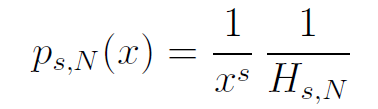 p_{s,N}(x) = \frac{1}{x^s} \frac{1}{H_{s,N}}